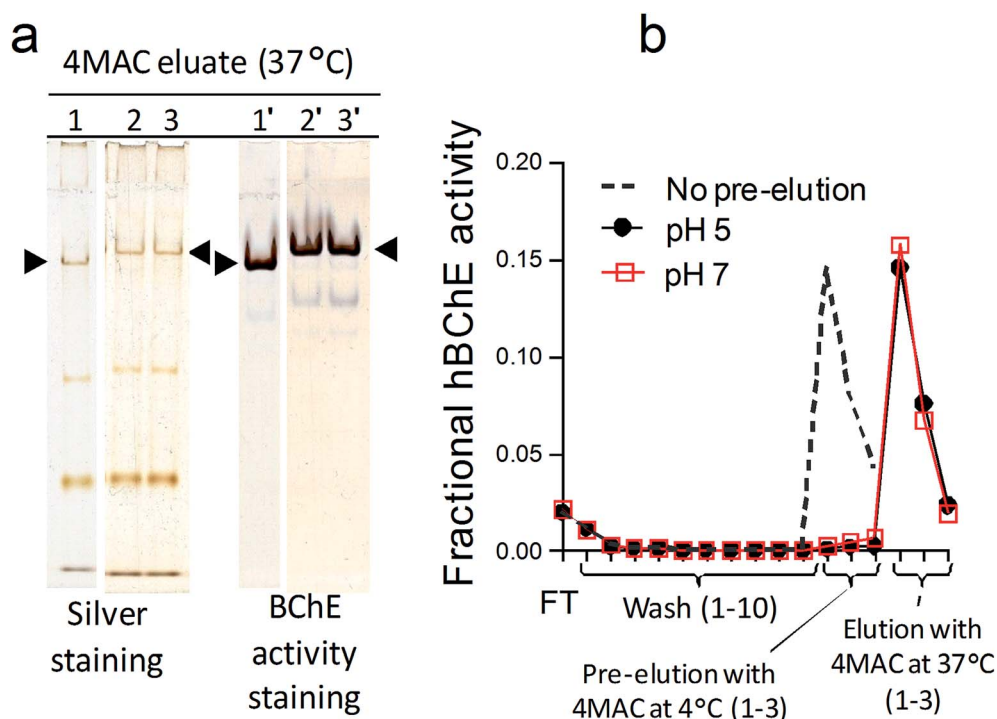 a
4MAC eluate (37 °C)
1 2 3 1' 2' 3'
Silver
staining
BChE
activity
staining
b
Fractional hBChE activity
0.20
0.15
0.10
0.05
0.00
No pre-elution
pH 5
pH 7
FT
Wash (1-10)
Pre-elution with
4MAC at 4°C (1-3)
Elution with
4MAC at 37°C
(1-3)